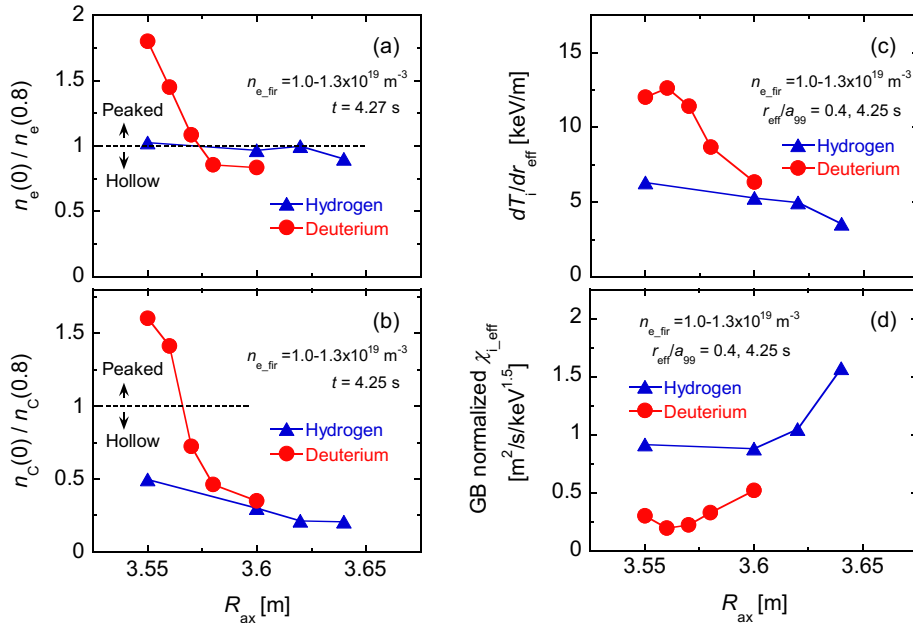 2
1.5
1
0.5
0
n_e(0) / n_e(0.8)
(a)
n_e_fir =1.0-1.3x10^19 m^-3
t = 4.27 s
Peaked
Hollow
Hydrogen
Deuterium
1.5
1
0.5
0
n_C(0) / n_C(0.8)
(b)
n_e_fir =1.0-1.3x10^19 m^-3
t = 4.25 s
Peaked
Hollow
Hydrogen
Deuterium
3.55
3.6
3.65
R_ax [m]
15
10
5
0
dT_i/dr_eff [keV/m]
(c)
n_e_fir =1.0-1.3x10^19 m^-3
r_eff/a_99 = 0.4, 4.25 s
Hydrogen
Deuterium
2
1.5
1
0.5
0
GB normalized χ_i_eff
[m^2/s/keV^1.5]
(d)
n_e_fir =1.0-1.3x10^19 m^-3
r_eff/a_99 = 0.4, 4.25 s
Hydrogen
Deuterium
3.55
3.6
3.65
R_ax [m]